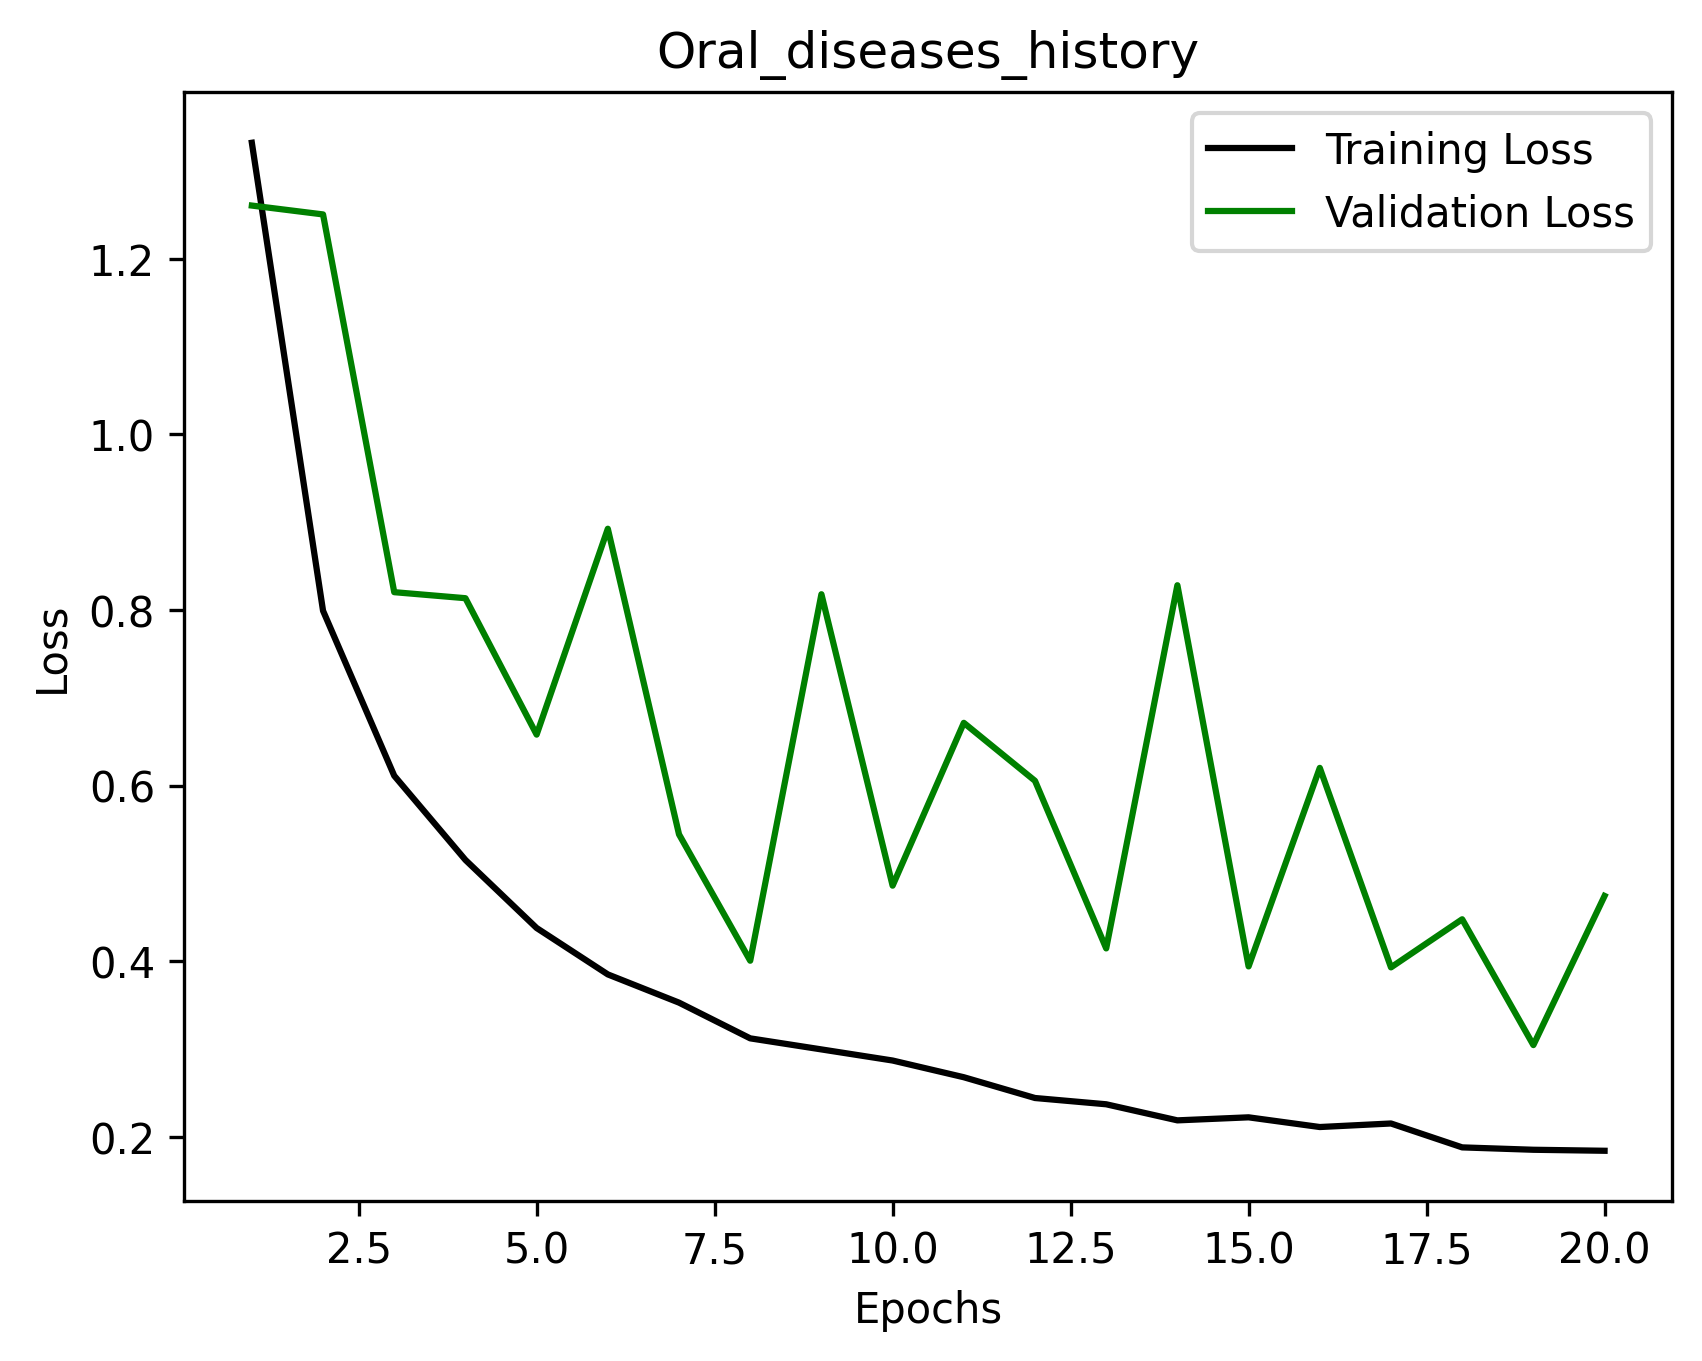 Oral_diseases_history
Training Loss
Validation Loss
Loss
1.2
1.0
0.8
0.6
0.4
0.2
2.5 5.0 7.5 10.0 12.5 15.0 17.5 20.0
Epochs